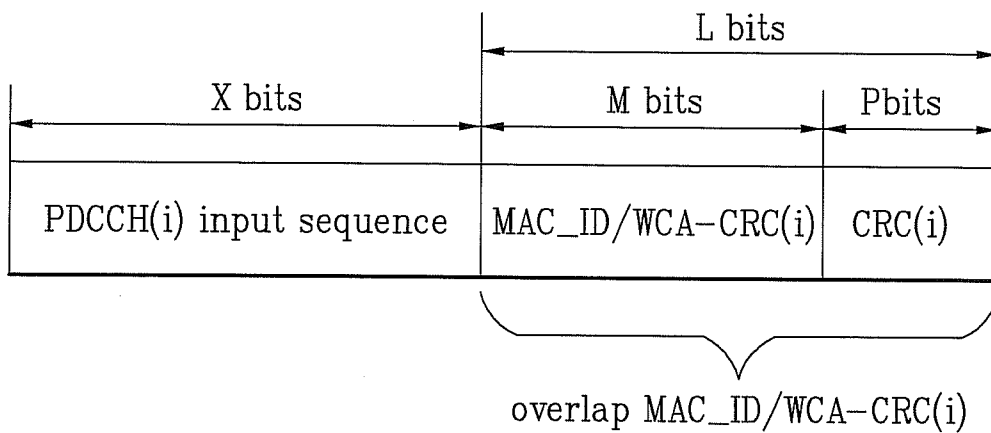 L bits
X bits M bits Pbits
PDCCH(i) input sequence MAC_ID/WCA-CRC(i) CRC(i)
overlap MAC_ID/WCA-CRC(i)